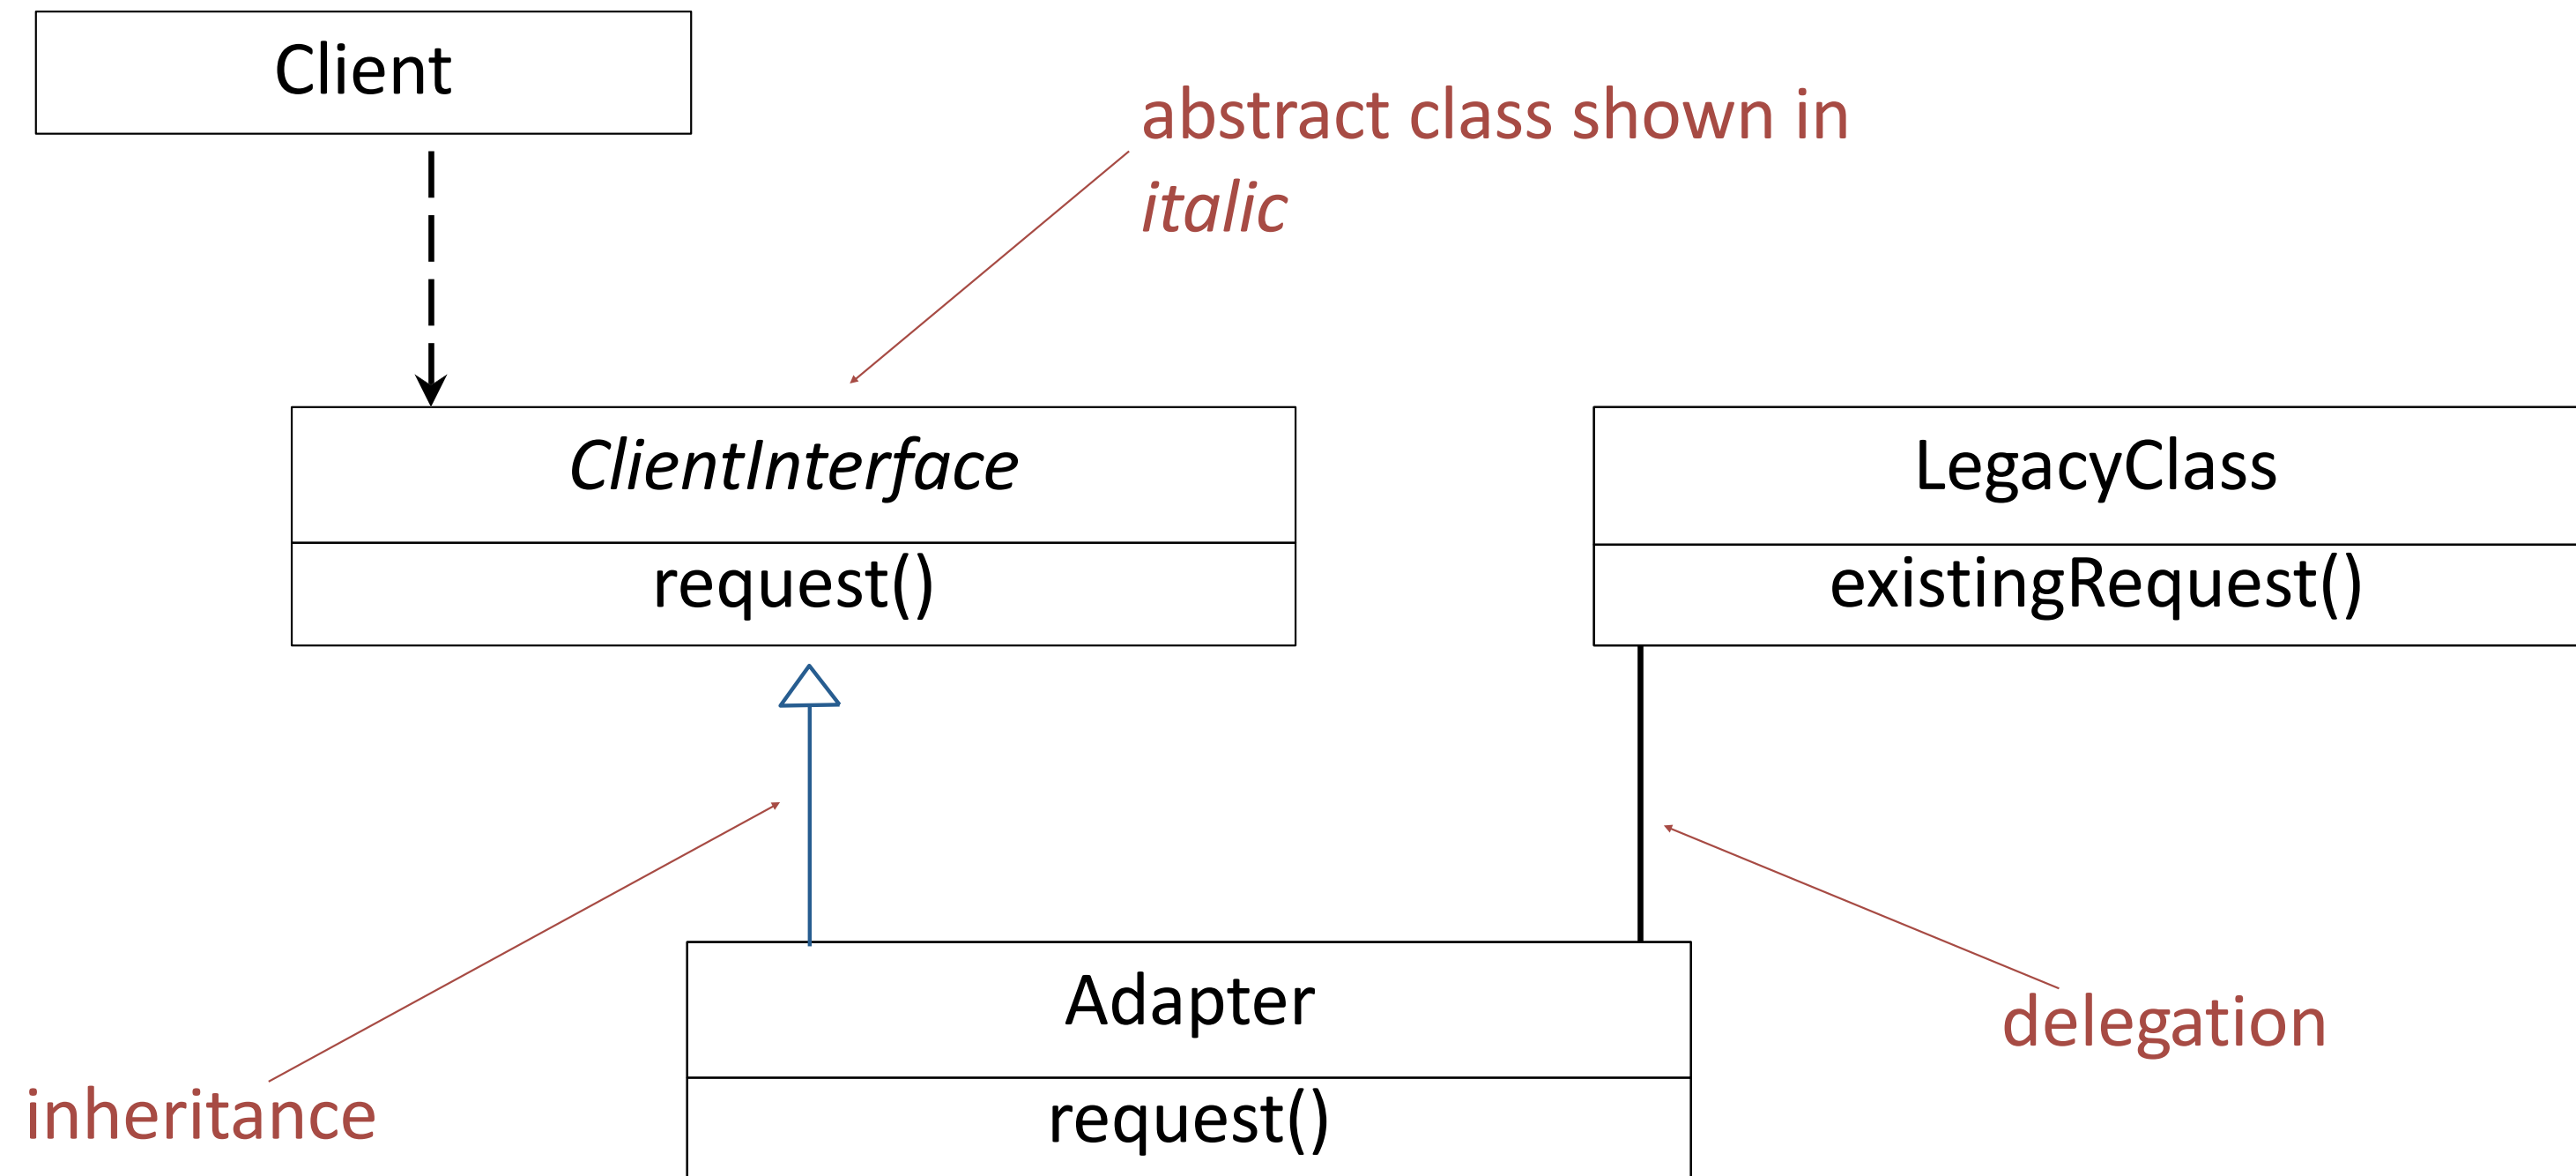 Client
abstract class shown in
italic
ClientInterface
request()
LegacyClass
existingRequest()
Adapter
request()
inheritance
delegation